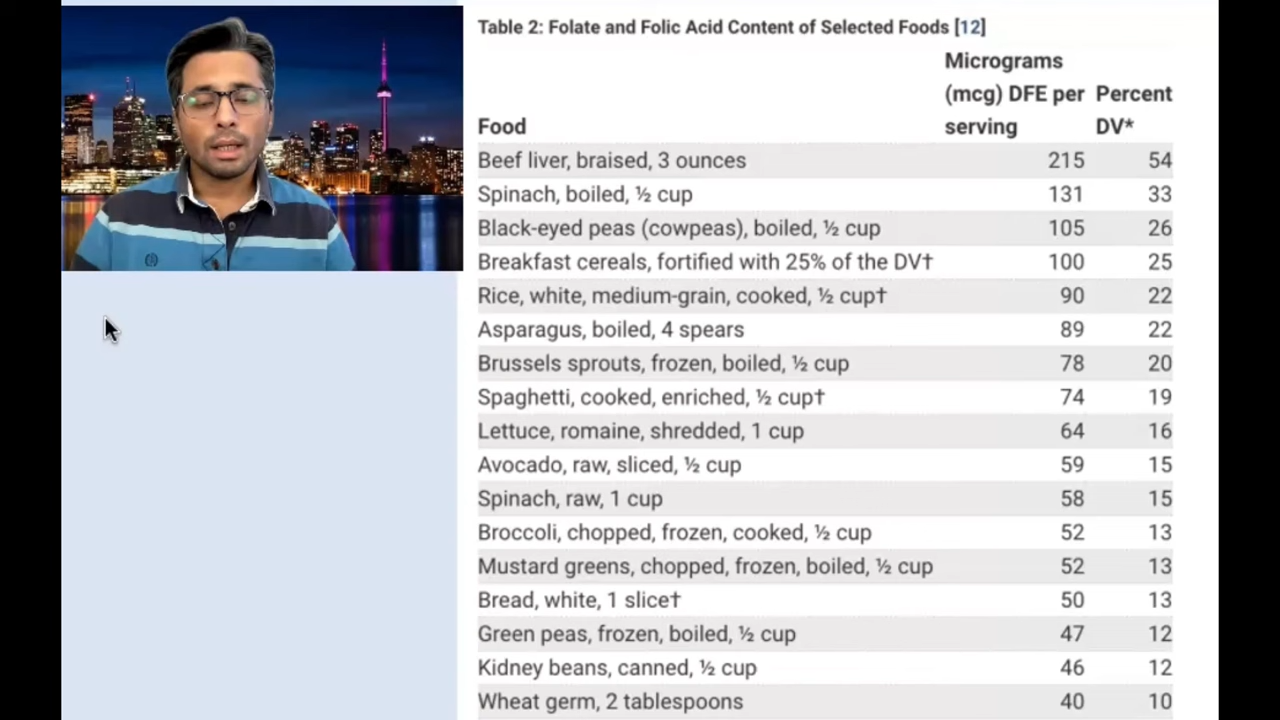 Table 2: Folate and Folic Acid Content of Selected Foods [12]
Food Micrograms (mcg) DFE per serving Percent DV*
Beef liver, braised, 3 ounces 215 54
Spinach, boiled, ½ cup 131 33
Black-eyed peas (cowpeas), boiled, ½ cup 105 26
Breakfast cereals, fortified with 25% of the DV† 100 25
Rice, white, medium-grain, cooked, ½ cup† 90 22
Asparagus, boiled, 4 spears 89 22
Brussels sprouts, frozen, boiled, ½ cup 78 20
Spaghetti, cooked, enriched, ½ cup† 74 19
Lettuce, romaine, shredded, 1 cup 64 16
Avocado, raw, sliced, ½ cup 59 15
Spinach, raw, 1 cup 58 15
Broccoli, chopped, frozen, cooked, ½ cup 52 13
Mustard greens, chopped, frozen, boiled, ½ cup 52 13
Bread, white, 1 slice† 50 13
Green peas, frozen, boiled, ½ cup 47 12
Kidney beans, canned, ½ cup 46 12
Wheat germ, 2 tablespoons 40 10